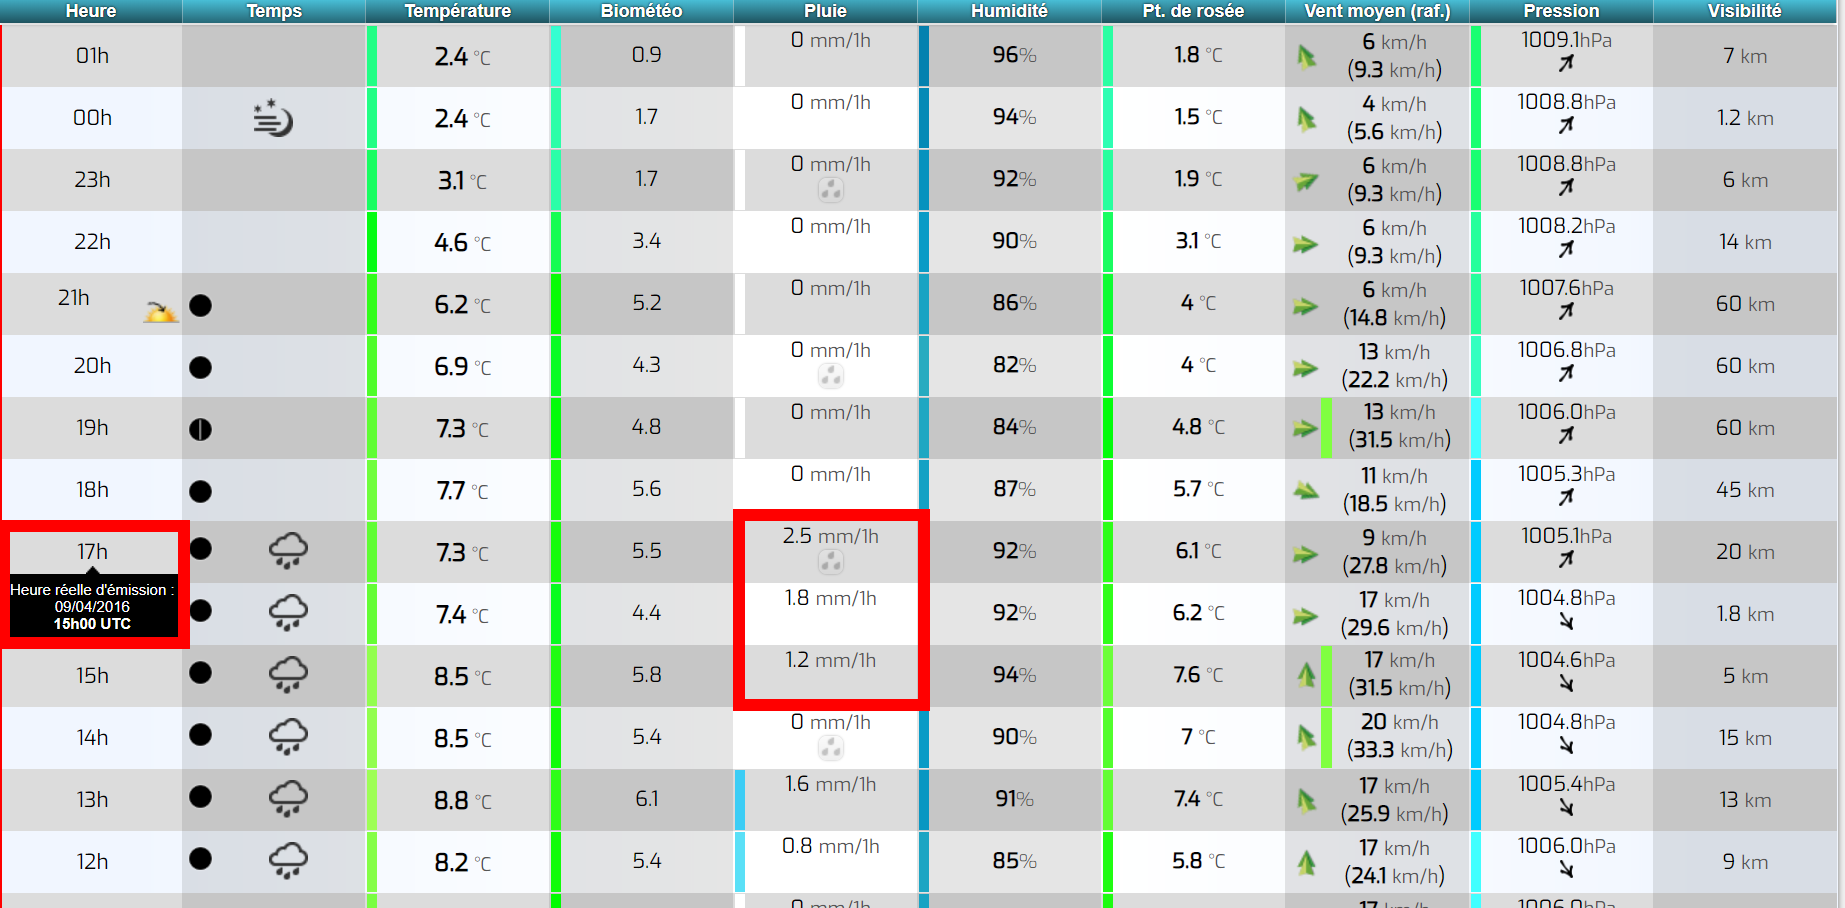 Heure Temps Température Biométéo Pluie Humidité Pt. de rosée Vent moyen (raf.) Pression Visibilité
01h 2.4 °C 0.9 0 mm/1h 96% 1.8 °C 6 km/h (9.3 km/h) 1009.1hPa 7 km
00h 2.4 °C 1.7 0 mm/1h 94% 1.5 °C 4 km/h (5.6 km/h) 1008.8hPa 1.2 km
23h 3.1 °C 1.7 0 mm/1h 92% 1.9 °C 6 km/h (9.3 km/h) 1008.8hPa 6 km
22h 4.6 °C 3.4 0 mm/1h 90% 3.1 °C 6 km/h (9.3 km/h) 1008.2hPa 14 km
21h 6.2 °C 5.2 0 mm/1h 86% 4 °C 6 km/h (14.8 km/h) 1007.6hPa 60 km
20h 6.9 °C 4.3 0 mm/1h 82% 4 °C 13 km/h (22.2 km/h) 1006.8hPa 60 km
19h 7.3 °C 4.8 0 mm/1h 84% 4.8 °C 13 km/h (31.5 km/h) 1006.0hPa 60 km
18h 7.7 °C 5.6 0 mm/1h 87% 5.7 °C 11 km/h (18.5 km/h) 1005.3hPa 45 km
17h 7.3 °C 5.5 2.5 mm/1h 92% 6.1 °C 9 km/h (27.8 km/h) 1005.1hPa 20 km
Heure réelle d'émission :
09/04/2016
15h00 UTC
7.4 °C 4.4 1.8 mm/1h 92% 6.2 °C 17 km/h (29.6 km/h) 1004.8hPa 1.8 km
15h 8.5 °C 5.8 1.2 mm/1h 94% 7.6 °C 17 km/h (31.5 km/h) 1004.6hPa 5 km
14h 8.5 °C 5.4 0 mm/1h 90% 7 °C 20 km/h (33.3 km/h) 1004.8hPa 15 km
13h 8.8 °C 6.1 1.6 mm/1h 91% 7.4 °C 17 km/h (25.9 km/h) 1005.4hPa 13 km
12h 8.2 °C 5.4 0.8 mm/1h 85% 5.8 °C 17 km/h (24.1 km/h) 1006.0hPa 9 km